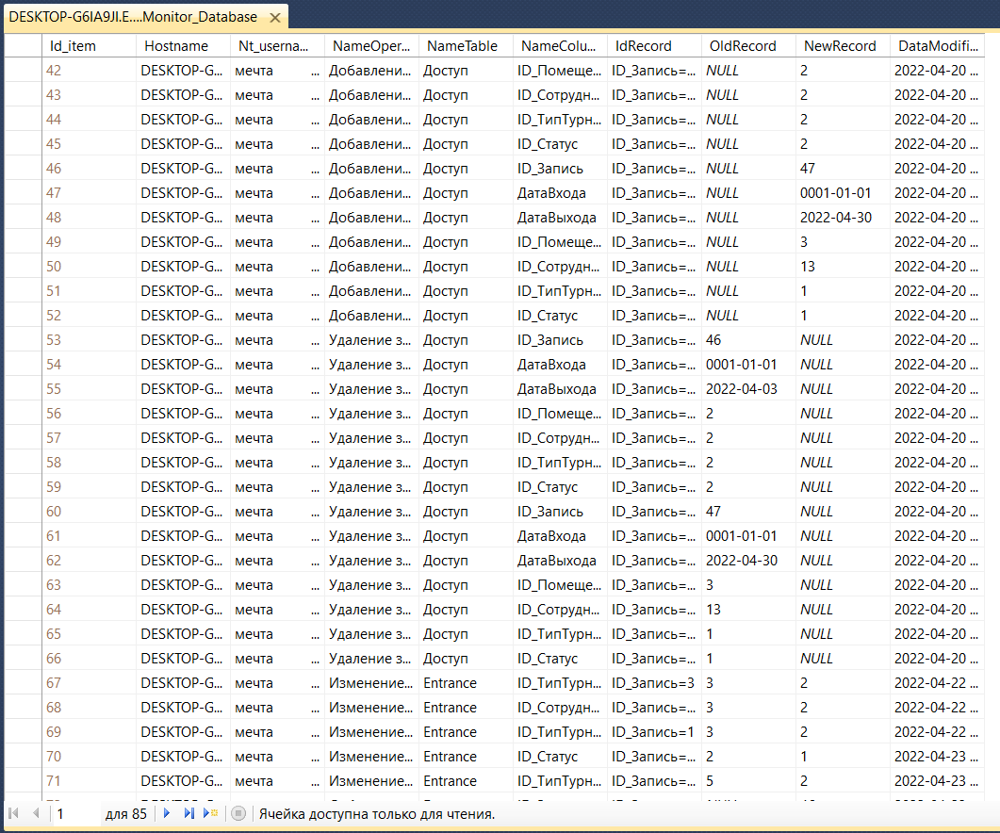 DESKTOP-G6IA9JI.E....Monitor_Database
Id_item Hostname Nt_userna... NameOper... NameTable NameColu... IdRecord OldRecord NewRecord DataModifi...
42 DESKTOP-G... мечта ... Добавлени... Доступ ID_Помеще... ID_Запись=... NULL 2 2022-04-20 ...
43 DESKTOP-G... мечта ... Добавлени... Доступ ID_Сотрудн... ID_Запись=... NULL 2 2022-04-20 ...
44 DESKTOP-G... мечта ... Добавлени... Доступ ID_ТипТурн... ID_Запись=... NULL 2 2022-04-20 ...
45 DESKTOP-G... мечта ... Добавлени... Доступ ID_Статус ID_Запись=... NULL 2 2022-04-20 ...
46 DESKTOP-G... мечта ... Добавлени... Доступ ID_Запись ID_Запись=... NULL 47 2022-04-20 ...
47 DESKTOP-G... мечта ... Добавлени... Доступ ДатаВхода ID_Запись=... NULL 0001-01-01 2022-04-20 ...
48 DESKTOP-G... мечта ... Добавлени... Доступ ДатаВыхода ID_Запись=... NULL 2022-04-30 2022-04-20 ...
49 DESKTOP-G... мечта ... Добавлени... Доступ ID_Помеще... ID_Запись=... NULL 3 2022-04-20 ...
50 DESKTOP-G... мечта ... Добавлени... Доступ ID_Сотрудн... ID_Запись=... NULL 13 2022-04-20 ...
51 DESKTOP-G... мечта ... Добавлени... Доступ ID_ТипТурн... ID_Запись=... NULL 1 2022-04-20 ...
52 DESKTOP-G... мечта ... Добавлени... Доступ ID_Статус ID_Запись=... NULL 1 2022-04-20 ...
53 DESKTOP-G... мечта ... Удаление з... Доступ ID_Запись ID_Запись=... 46 NULL 2022-04-20 ...
54 DESKTOP-G... мечта ... Удаление з... Доступ ДатаВхода ID_Запись=... 0001-01-01 NULL 2022-04-20 ...
55 DESKTOP-G... мечта ... Удаление з... Доступ ДатаВыхода ID_Запись=... 2022-04-03 NULL 2022-04-20 ...
56 DESKTOP-G... мечта ... Удаление з... Доступ ID_Помеще... ID_Запись=... 2 NULL 2022-04-20 ...
57 DESKTOP-G... мечта ... Удаление з... Доступ ID_Сотрудн... ID_Запись=... 2 NULL 2022-04-20 ...
58 DESKTOP-G... мечта ... Удаление з... Доступ ID_ТипТурн... ID_Запись=... 2 NULL 2022-04-20 ...
59 DESKTOP-G... мечта ... Удаление з... Доступ ID_Статус ID_Запись=... 2 NULL 2022-04-20 ...
60 DESKTOP-G... мечта ... Удаление з... Доступ ID_Запись ID_Запись=... 47 NULL 2022-04-20 ...
61 DESKTOP-G... мечта ... Удаление з... Доступ ДатаВхода ID_Запись=... 0001-01-01 NULL 2022-04-20 ...
62 DESKTOP-G... мечта ... Удаление з... Доступ ДатаВыхода ID_Запись=... 2022-04-30 NULL 2022-04-20 ...
63 DESKTOP-G... мечта ... Удаление з... Доступ ID_Помеще... ID_Запись=... 3 NULL 2022-04-20 ...
64 DESKTOP-G... мечта ... Удаление з... Доступ ID_Сотрудн... ID_Запись=... 13 NULL 2022-04-20 ...
65 DESKTOP-G... мечта ... Удаление з... Доступ ID_ТипТурн... ID_Запись=... 1 NULL 2022-04-20 ...
66 DESKTOP-G... мечта ... Удаление з... Доступ ID_Статус ID_Запись=... 1 NULL 2022-04-20 ...
67 DESKTOP-G... мечта ... Изменение... Entrance ID_ТипТурн... ID_Запись=3 3 2 2022-04-22 ...
68 DESKTOP-G... мечта ... Изменение... Entrance ID_Сотрудн... ID_Запись=... 3 2 2022-04-22 ...
69 DESKTOP-G... мечта ... Изменение... Entrance ID_ТипТурн... ID_Запись=1 3 2 2022-04-22 ...
70 DESKTOP-G... мечта ... Изменение... Entrance ID_Статус ID_Запись=... 2 1 2022-04-23 ...
71 DESKTOP-G... мечта ... Изменение... Entrance ID_ТипТурн... ID_Запись=... 5 2 2022-04-23 ...
1 для 85 Ячейка доступна только для чтения.